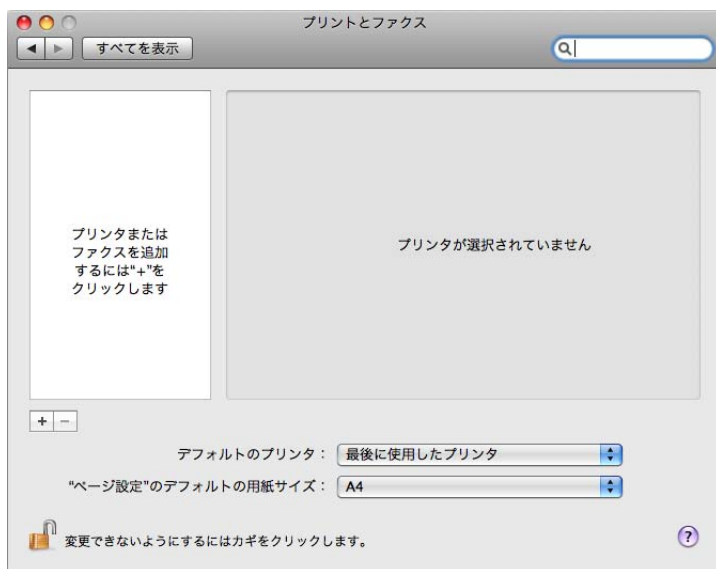 プリントとファクス
すべてを表示
プリンタまたは
ファクスを追加
するには“+”を
クリックします
プリンタが選択されていません
+ −
デフォルトのプリンタ： 最後に使用したプリンタ
“ページ設定”のデフォルトの用紙サイズ： A4
変更できないようにするにはカギをクリックします。
?